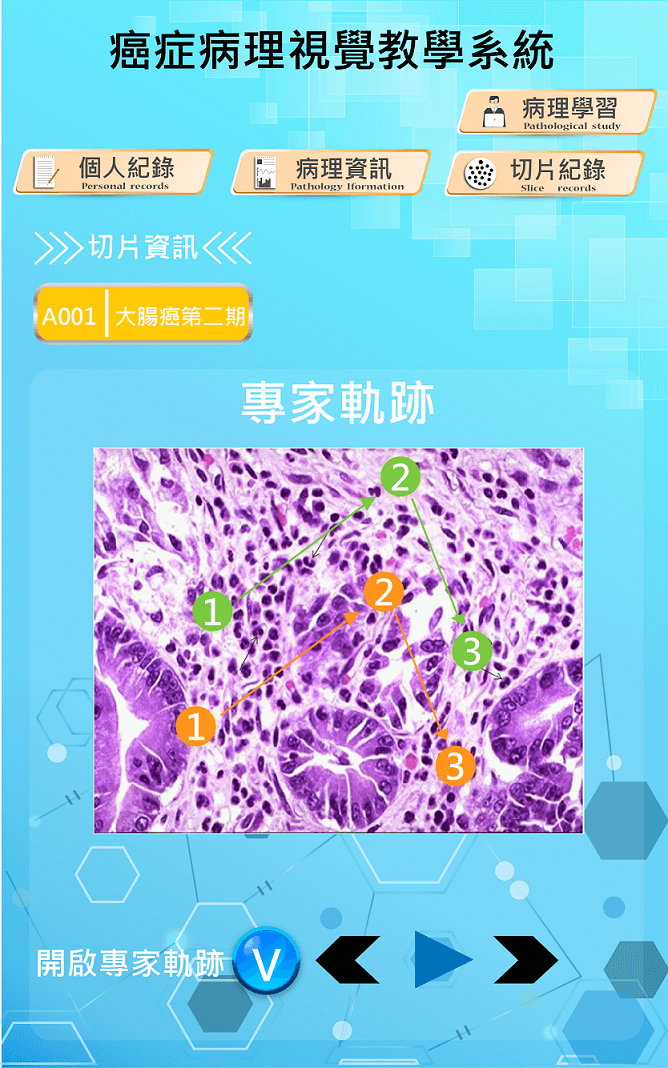 癌症病理視覺教學系統
病理學習
Pathological study
個人紀錄
Personal records
病理資訊
Pathology Iformation
切片紀錄
Slice records
切片資訊
A001 大腸癌第二期
專家軌跡
2
1
2
3
1
3
開啟專家軌跡 V